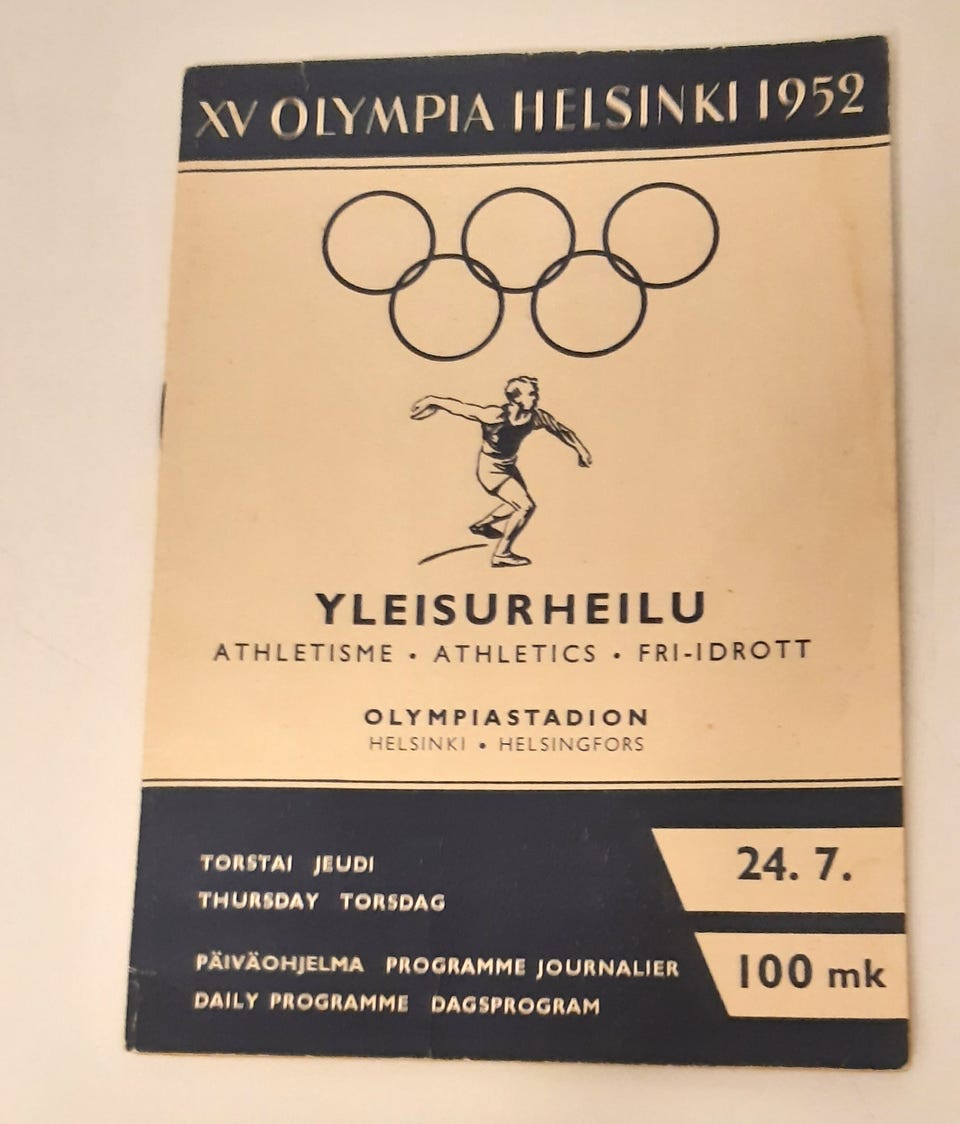 XV OLYMPIA HELSINKI 1952
YLEISURHEILU
ATHLETISME • ATHLETICS • FRI-IDROTT
OLYMPIASTADION
HELSINKI • HELSINGFORS
TORSTAI JEUDI
THURSDAY TORSDAG
24. 7.
PÄIVÄOHJELMA PROGRAMME JOURNALIER
DAILY PROGRAMME DAGSPROGRAM
100 mk